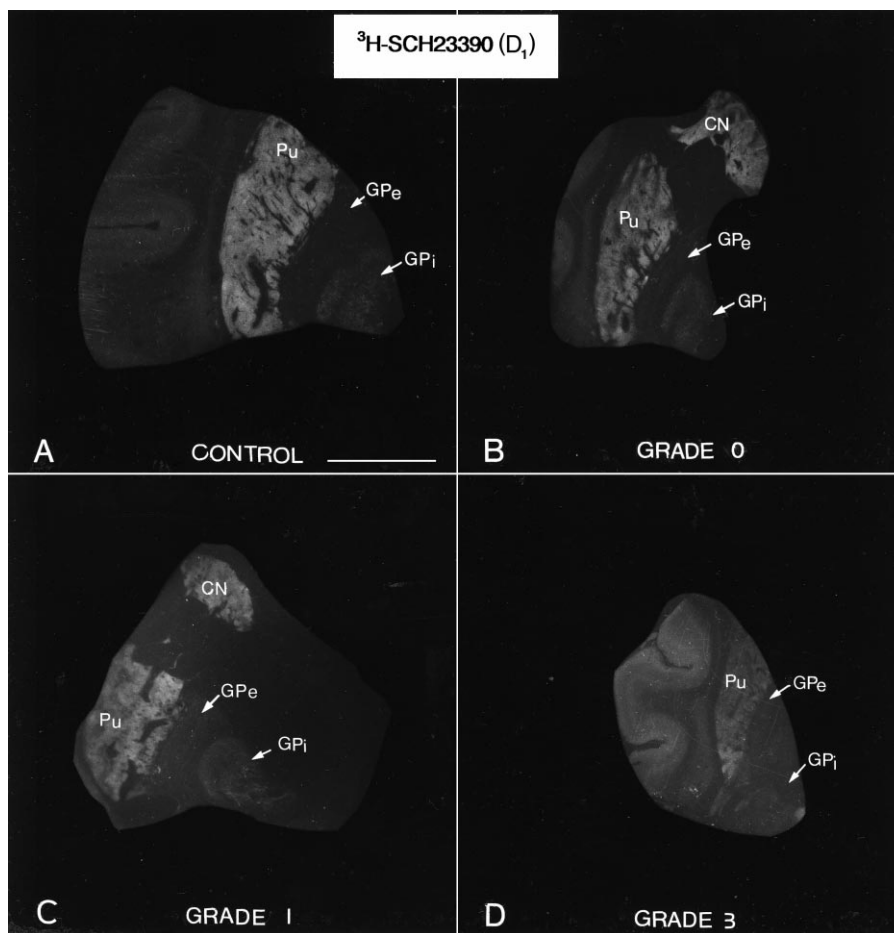 ³H-SCH23390 (D₁)
Pu
GPe
GPi
A
CONTROL
CN
Pu
GPe
GPi
B
GRADE 0
CN
Pu
GPe
GPi
C
GRADE 1
Pu
GPe
GPi
D
GRADE 3